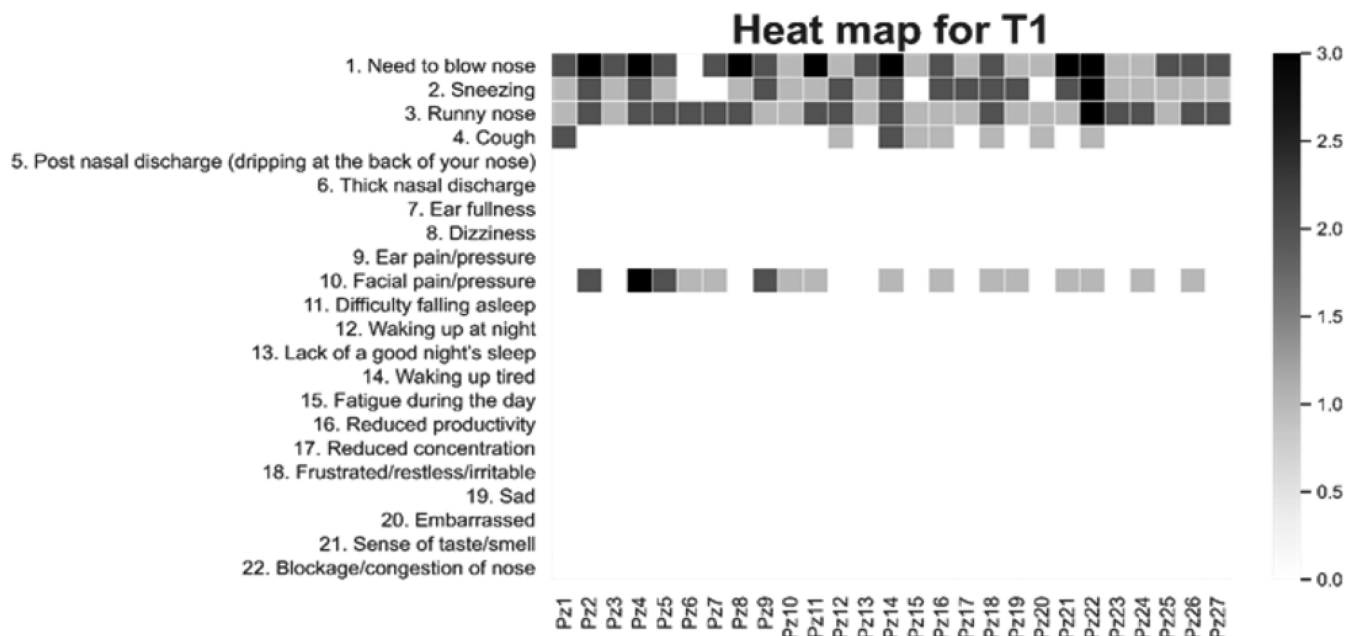 Heat map for T1
1. Need to blow nose
2. Sneezing
3. Runny nose
4. Cough
5. Post nasal discharge (dripping at the back of your nose)
6. Thick nasal discharge
7. Ear fullness
8. Dizziness
9. Ear pain/pressure
10. Facial pain/pressure
11. Difficulty falling asleep
12. Waking up at night
13. Lack of a good night's sleep
14. Waking up tired
15. Fatigue during the day
16. Reduced productivity
17. Reduced concentration
18. Frustrated/restless/irritable
19. Sad
20. Embarrassed
21. Sense of taste/smell
22. Blockage/congestion of nose
3.0
2.5
2.0
1.5
1.0
0.5
0.0
Pz1 Pz2 Pz3 Pz4 Pz5 Pz6 Pz7 Pz8 Pz9 Pz10 Pz11 Pz12 Pz13 Pz14 Pz15 Pz16 Pz17 Pz18 Pz19 Pz20 Pz21 Pz22 Pz23 Pz24 Pz25 Pz26 Pz27